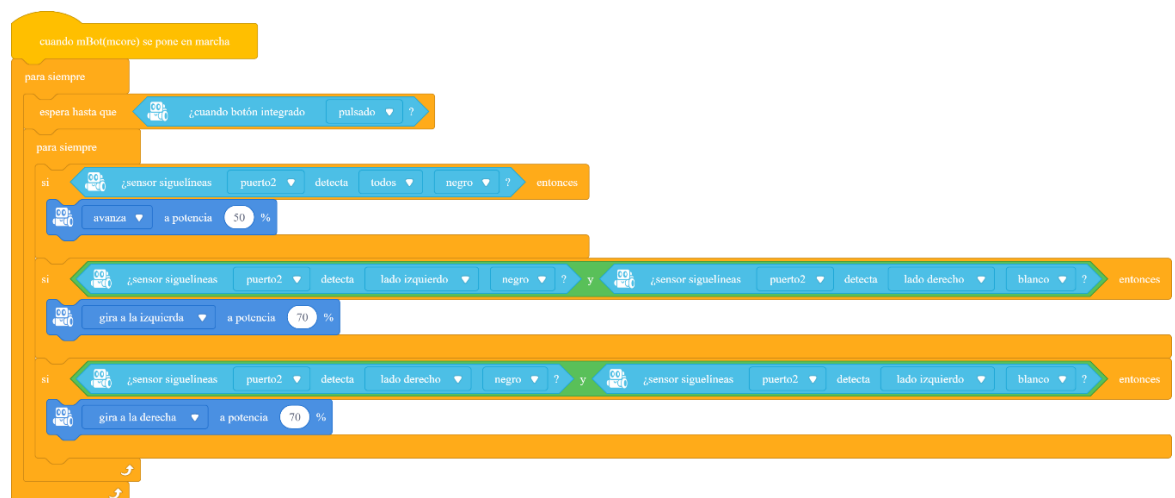 cuando mBot(mcore) se pone en marcha
para siempre
espera hasta que ¿cuando botón integrado pulsado ?
para siempre
si ¿sensor siguelíneas puerto2 detecta todos negro ? entonces
avanza a potencia 50 %
si ¿sensor siguelíneas puerto2 detecta lado izquierdo negro ? y ¿sensor siguelíneas puerto2 detecta lado derecho blanco ? entonces
gira a la izquierda a potencia 70 %
si ¿sensor siguelíneas puerto2 detecta lado derecho negro ? y ¿sensor siguelíneas puerto2 detecta lado izquierdo blanco ? entonces
gira a la derecha a potencia 70 %